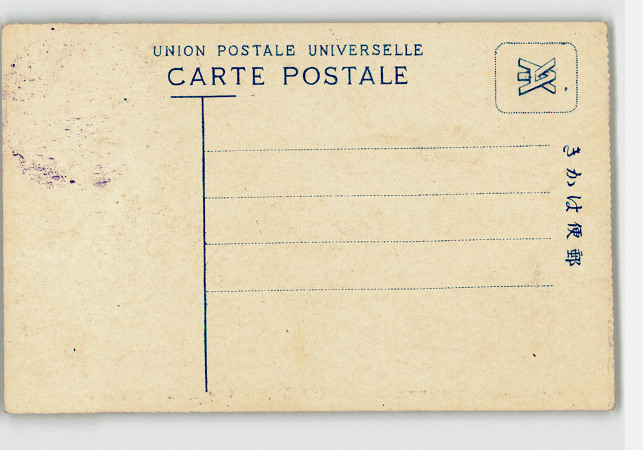 UNION POSTALE UNIVERSELLE
CARTE POSTALE
きかは便郵